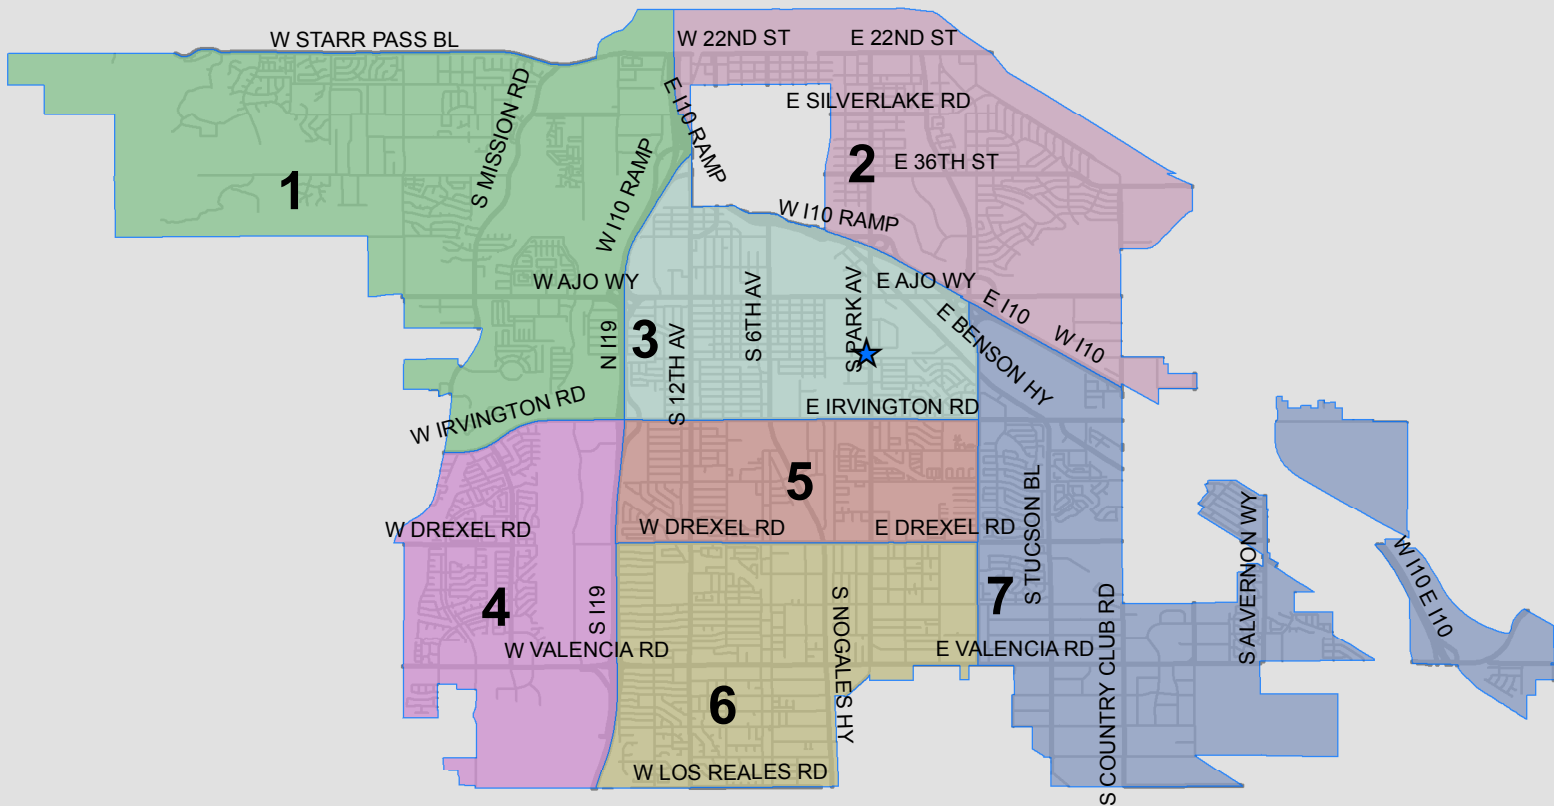 W STARR PASS BL
W 22ND ST
E 22ND ST
E SILVERLAKE RD
S MISSION RD
E I10 RAMP
W I10 RAMP
1
2
E 36TH ST
W I10 RAMP
W AJO WY
E AJO WY
N I19
3
S 12TH AV
S 6TH AV
S PARK AV
E BENSON HY
E I10
W I10
W IRVINGTON RD
E IRVINGTON RD
5
W DREXEL RD
W DREXEL RD
E DREXEL RD
S TUCSON BL
S ALVERNON WY
W I10
E I10
4
S I19
7
W VALENCIA RD
S NOGALES HY
E VALENCIA RD
S COUNTRY CLUB RD
6
W LOS REALES RD